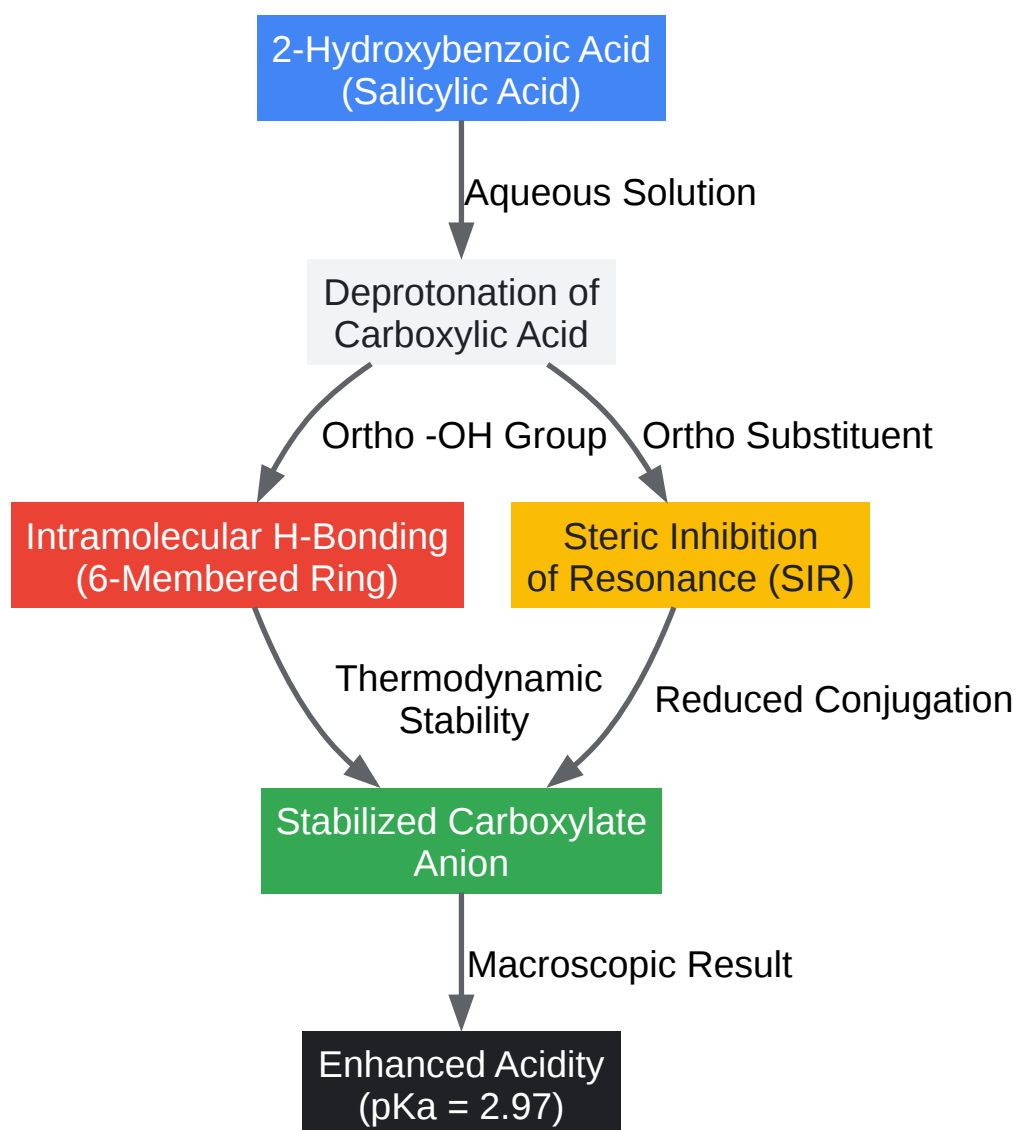 2-Hydroxybenzoic Acid
(Salicylic Acid)
Aqueous Solution
Deprotonation of
Carboxylic Acid
Ortho -OH Group
Ortho Substituent
Intramolecular H-Bonding
(6-Membered Ring)
Steric Inhibition
of Resonance (SIR)
Thermodynamic
Stability
Reduced Conjugation
Stabilized Carboxylate
Anion
Macroscopic Result
Enhanced Acidity
(pKa = 2.97)